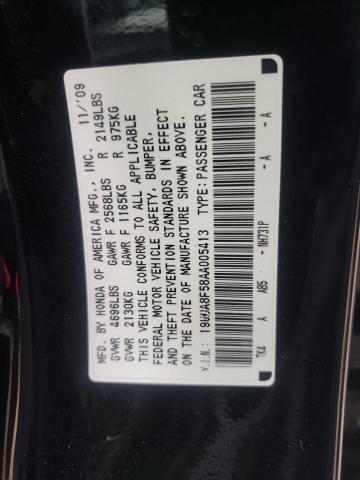 MFD. BY HONDA OF AMERICA MFG., INC. 11/'09
GVWR 4696LBS GAWR F 2568LBS R 2149LBS
GVWR 2130KG GAWR F 1165KG R 975KG
THIS VEHICLE CONFORMS TO ALL APPLICABLE
FEDERAL MOTOR VEHICLE SAFETY, BUMPER,
AND THEFT PREVENTION STANDARDS IN EFFECT
ON THE DATE OF MANUFACTURE SHOWN ABOVE.
V.I.N.: 19UUA8F58AA005413 TYPE:PASSENGER CAR
TK4 A AB5 NH731P - A - A